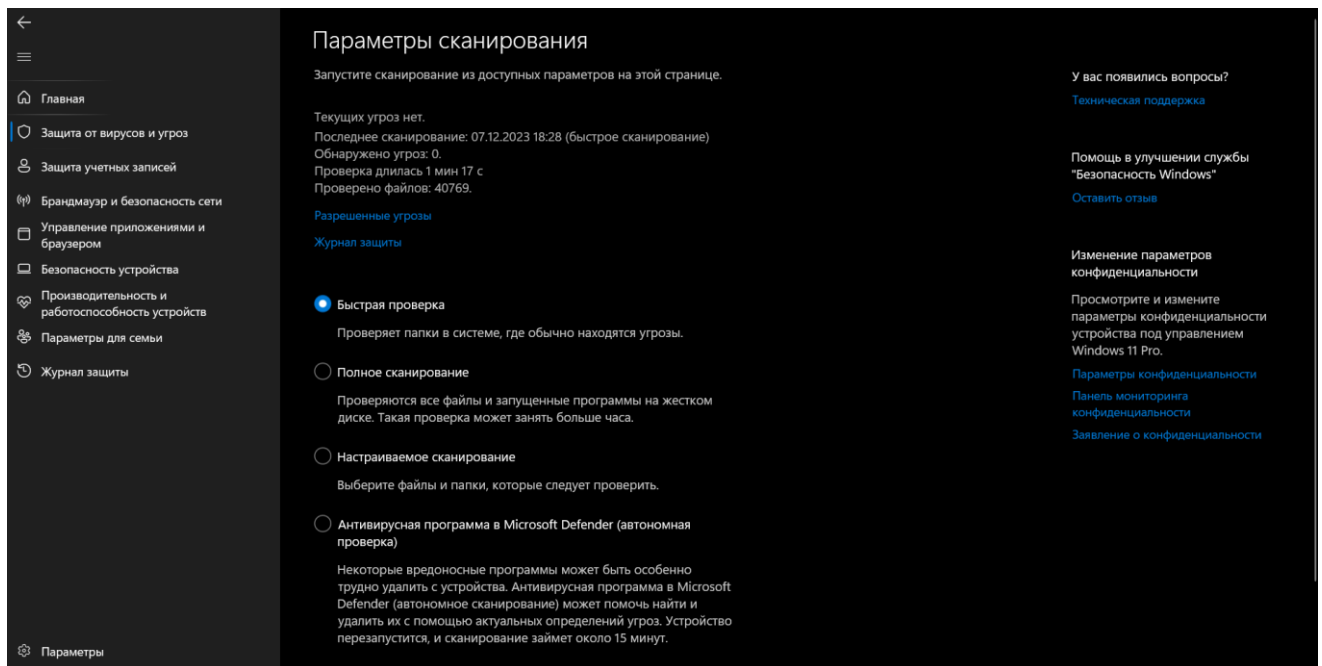 Главная
Защита от вирусов и угроз
Защита учетных записей
Брандмауэр и безопасность сети
Управление приложениями и
браузером
Безопасность устройства
Производительность и
работоспособность устройств
Параметры для семьи
Журнал защиты
Параметры
Параметры сканирования
Запустите сканирование из доступных параметров на этой странице.
Текущих угроз нет.
Последнее сканирование: 07.12.2023 18:28 (быстрое сканирование)
Обнаружено угроз: 0.
Проверка длилась 1 мин 17 с
Проверено файлов: 40769.
Разрешенные угрозы
Журнал защиты
Быстрая проверка
Проверяет папки в системе, где обычно находятся угрозы.
Полное сканирование
Проверяются все файлы и запущенные программы на жестком
диске. Такая проверка может занять больше часа.
Настраиваемое сканирование
Выберите файлы и папки, которые следует проверить.
Антивирусная программа в Microsoft Defender (автономная
проверка)
Некоторые вредоносные программы может быть особенно
трудно удалить с устройства. Антивирусная программа в Microsoft
Defender (автономное сканирование) может помочь найти и
удалить их с помощью актуальных определений угроз. Устройство
перезапустится, и сканирование займет около 15 минут.
У вас появились вопросы?
Техническая поддержка
Помощь в улучшении службы
"Безопасность Windows"
Оставить отзыв
Изменение параметров
конфиденциальности
Просмотрите и измените
параметры конфиденциальности
устройства под управлением
Windows 11 Pro.
Параметры конфиденциальности
Панель мониторинга
конфиденциальности
Заявление о конфиденциальности